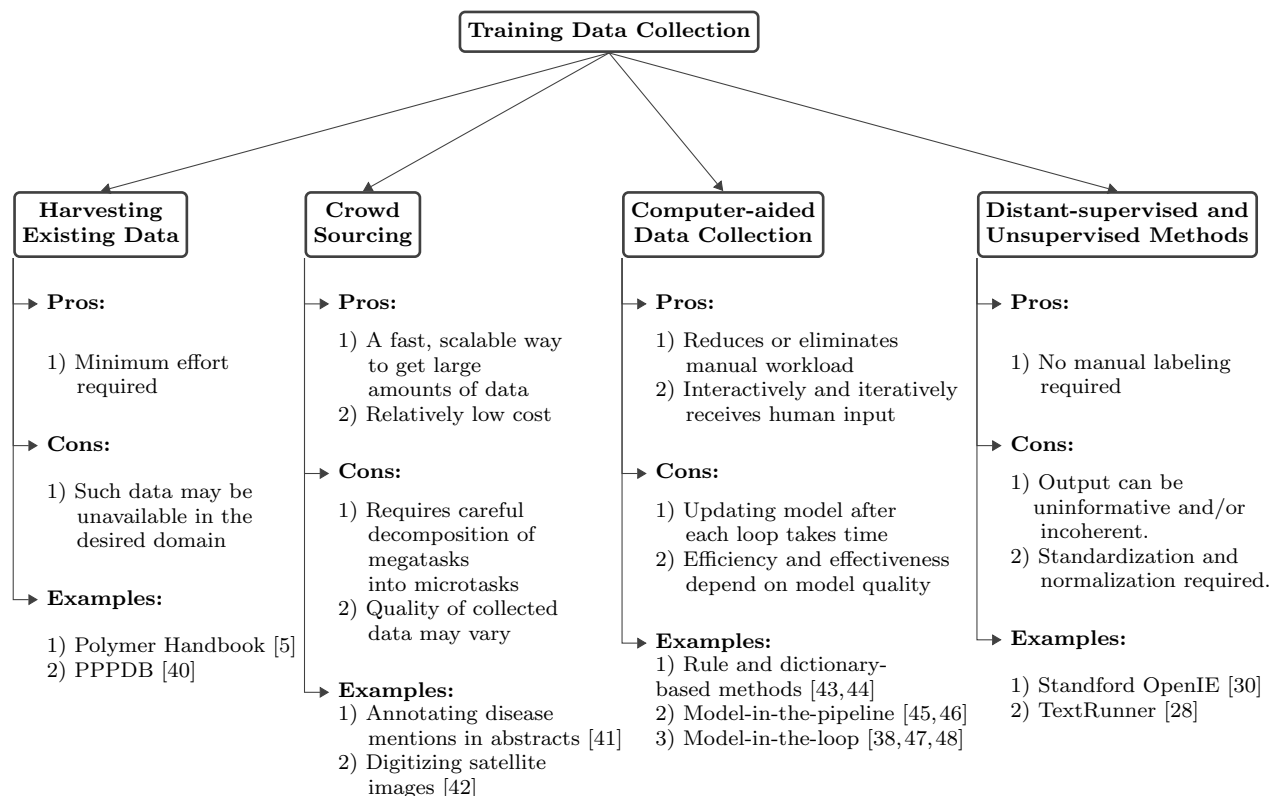 Training Data Collection
Harvesting
Existing Data
Pros:
1) Minimum effort
required
Cons:
1) Such data may be
unavailable in the
desired domain
Examples:
1) Polymer Handbook [5]
2) PPPDB [40]
Crowd
Sourcing
Pros:
1) A fast, scalable way
to get large
amounts of data
2) Relatively low cost
Cons:
1) Requires careful
decomposition of
megatasks
into microtasks
2) Quality of collected
data may vary
Examples:
1) Annotating disease
mentions in abstracts [41]
2) Digitizing satellite
images [42]
Computer-aided
Data Collection
Pros:
1) Reduces or eliminates
manual workload
2) Interactively and iteratively
receives human input
Cons:
1) Updating model after
each loop takes time
2) Efficiency and effectiveness
depend on model quality
Examples:
1) Rule and dictionary-
based methods [43, 44]
2) Model-in-the-pipeline [45, 46]
3) Model-in-the-loop [38, 47, 48]
Distant-supervised and
Unsupervised Methods
Pros:
1) No manual labeling
required
Cons:
1) Output can be
uninformative and/or
incoherent.
2) Standardization and
normalization required.
Examples:
1) Standford OpenIE [30]
2) TextRunner [28]